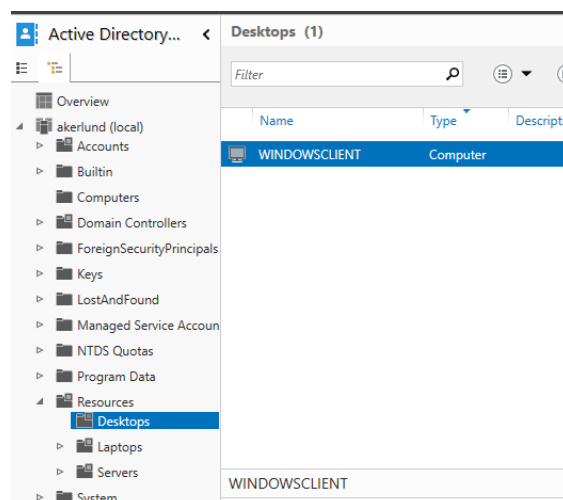 Active Directory...
Overview
akerlund (local)
Accounts
Builtin
Computers
Domain Controllers
ForeignSecurityPrincipals
Keys
LostAndFound
Managed Service Accoun
NTDS Quotas
Program Data
Resources
Desktops
Laptops
Servers
System
Desktops (1)
Filter
Name Type Descripti
WINDOWSCLIENT Computer
WINDOWSCLIENT